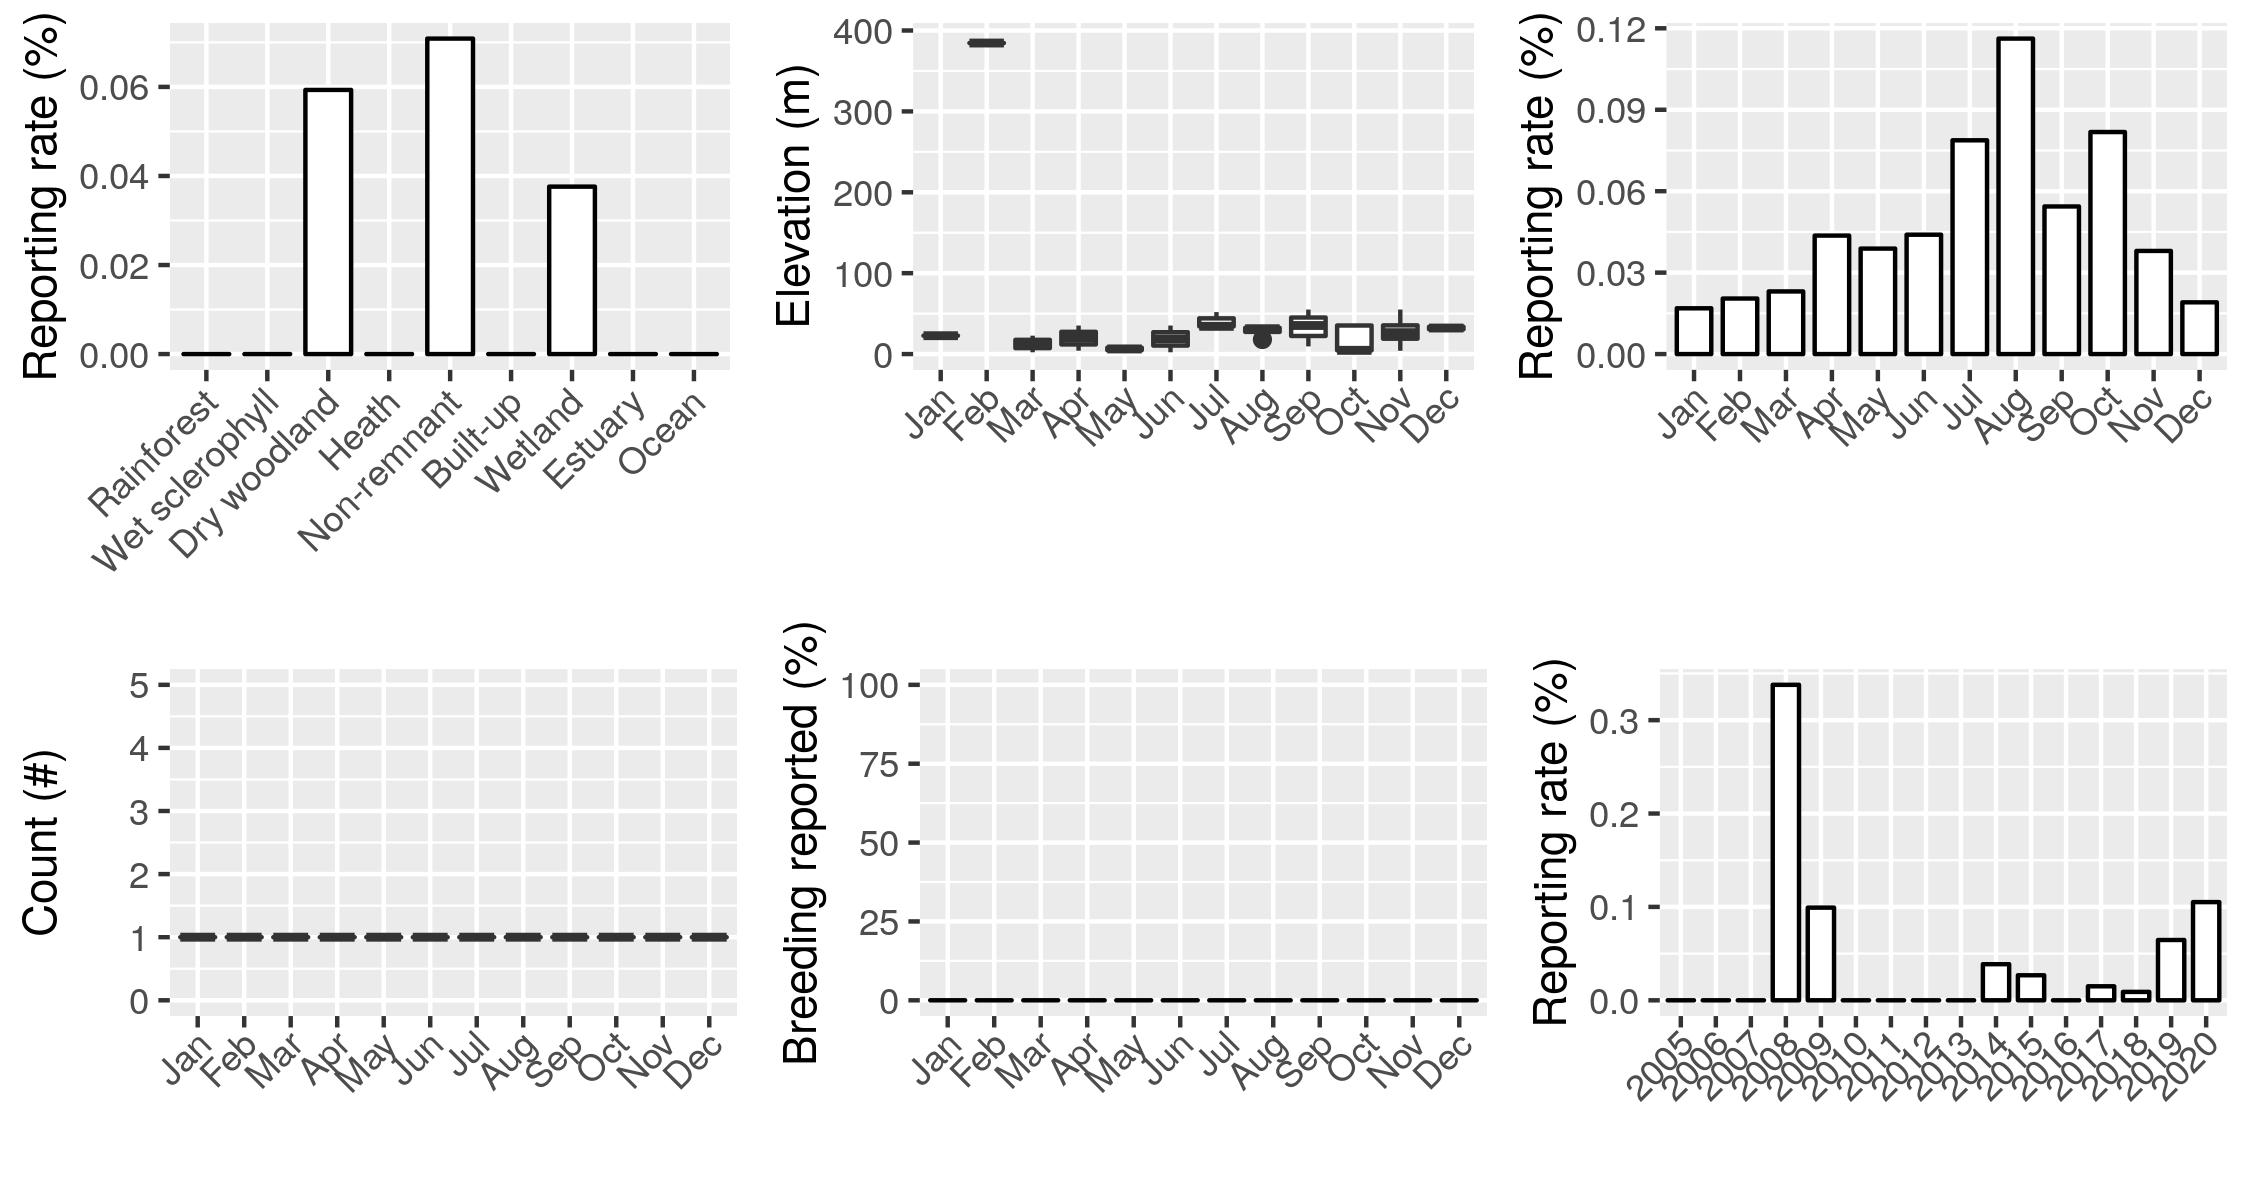 Reporting rate (%)
0.06
0.04
0.02
0.00
Rainforest
Wet sclerophyll
Dry woodland
Heath
Non-remnant
Built-up
Wetland
Estuary
Ocean
Elevation (m)
400
300
200
100
0
Jan
Feb
Mar
Apr
May
Jun
Jul
Aug
Sep
Oct
Nov
Dec
Reporting rate (%)
0.12
0.09
0.06
0.03
0.00
Jan
Feb
Mar
Apr
May
Jun
Jul
Aug
Sep
Oct
Nov
Dec
Count (#)
5
4
3
2
1
0
Jan
Feb
Mar
Apr
May
Jun
Jul
Aug
Sep
Oct
Nov
Dec
Breeding reported (%)
100
75
50
25
0
Jan
Feb
Mar
Apr
May
Jun
Jul
Aug
Sep
Oct
Nov
Dec
Reporting rate (%)
0.3
0.2
0.1
0.0
2005
2006
2007
2008
2009
2010
2011
2012
2013
2014
2015
2016
2017
2018
2019
2020